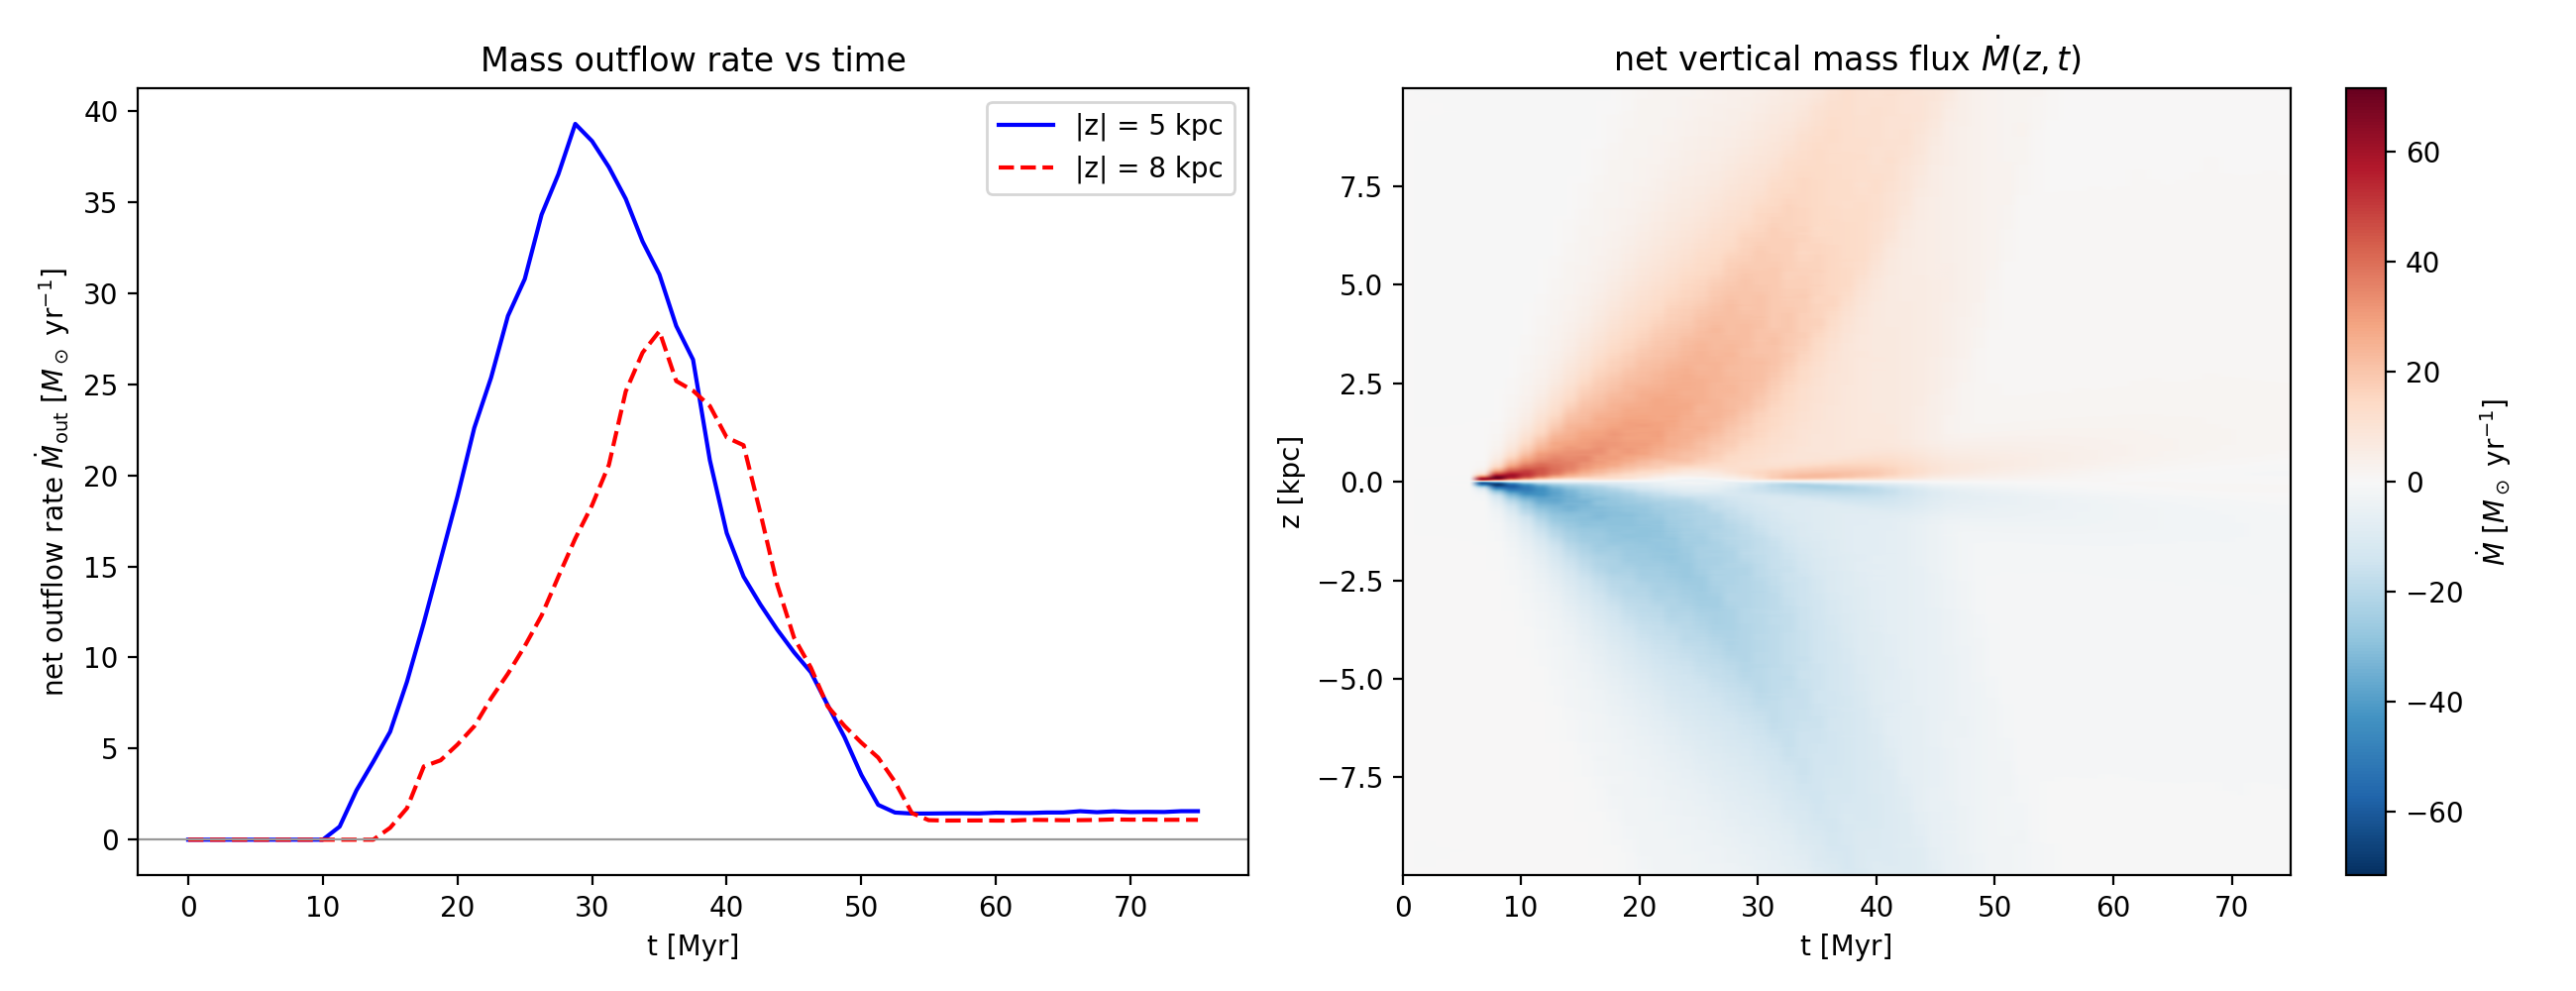 Mass outflow rate vs time
net outflow rate Ṁ_out [M_⊙ yr⁻¹]
40
35
30
25
20
15
10
5
0
|z| = 5 kpc
|z| = 8 kpc
0 10 20 30 40 50 60 70
t [Myr]
net vertical mass flux Ṁ(z, t)
z [kpc]
7.5
5.0
2.5
0.0
−2.5
−5.0
−7.5
0 10 20 30 40 50 60 70
t [Myr]
60
40
20
0
−20
−40
−60
Ṁ [M_⊙ yr⁻¹]